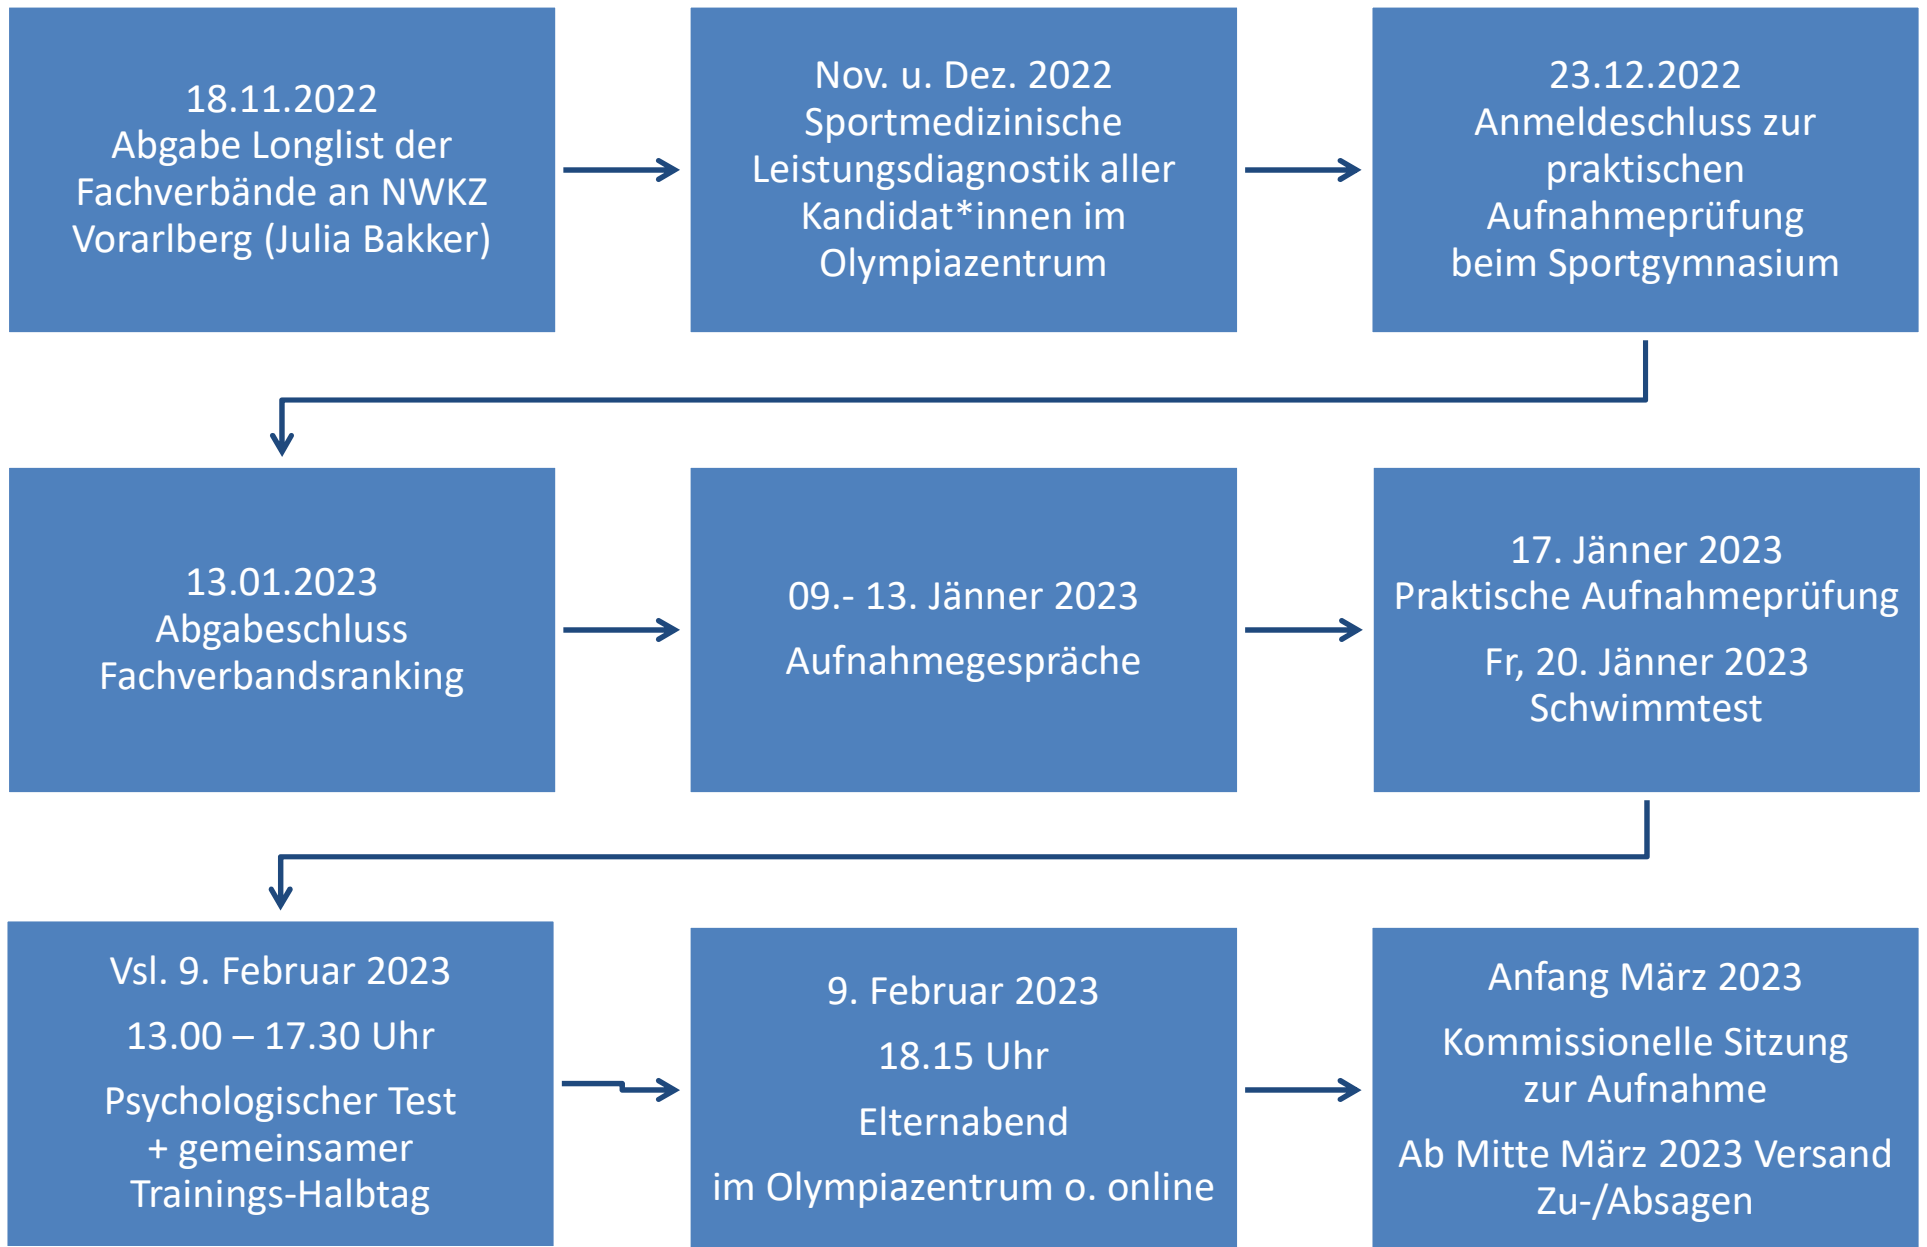 18.11.2022
Abgabe Longlist der
Fachverbände an NWKZ
Vorarlberg (Julia Bakker)
Nov. u. Dez. 2022
Sportmedizinische
Leistungsdiagnostik aller
Kandidat*innen im
Olympiazentrum
23.12.2022
Anmeldeschluss zur
praktischen
Aufnahmeprüfung
beim Sportgymnasium
13.01.2023
Abgabeschluss
Fachverbandsranking
09.- 13. Jänner 2023
Aufnahmegespräche
17. Jänner 2023
Praktische Aufnahmeprüfung
Fr, 20. Jänner 2023
Schwimmtest
Vsl. 9. Februar 2023
13.00 – 17.30 Uhr
Psychologischer Test
+ gemeinsamer
Trainings-Halbtag
9. Februar 2023
18.15 Uhr
Elternabend
im Olympiazentrum o. online
Anfang März 2023
Kommissionelle Sitzung
zur Aufnahme
Ab Mitte März 2023 Versand
Zu-/Absagen